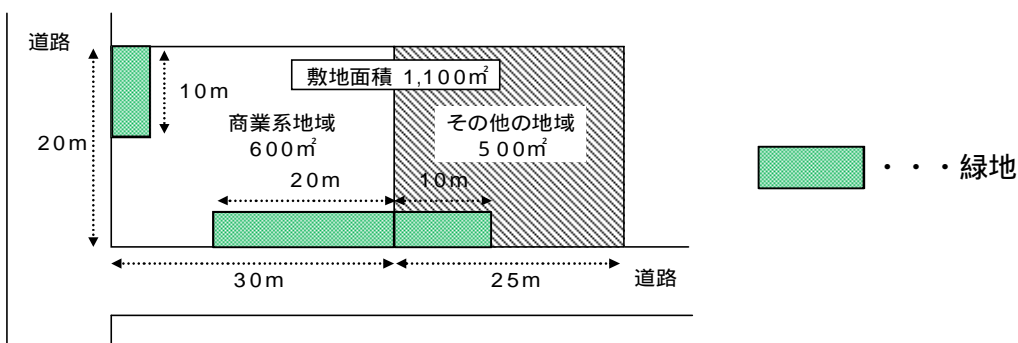 道路
敷地面積 1,100㎡
10m
商業系地域
600㎡
その他の地域
500㎡
20m
20m
10m
・・・緑地
30m
25m
道路